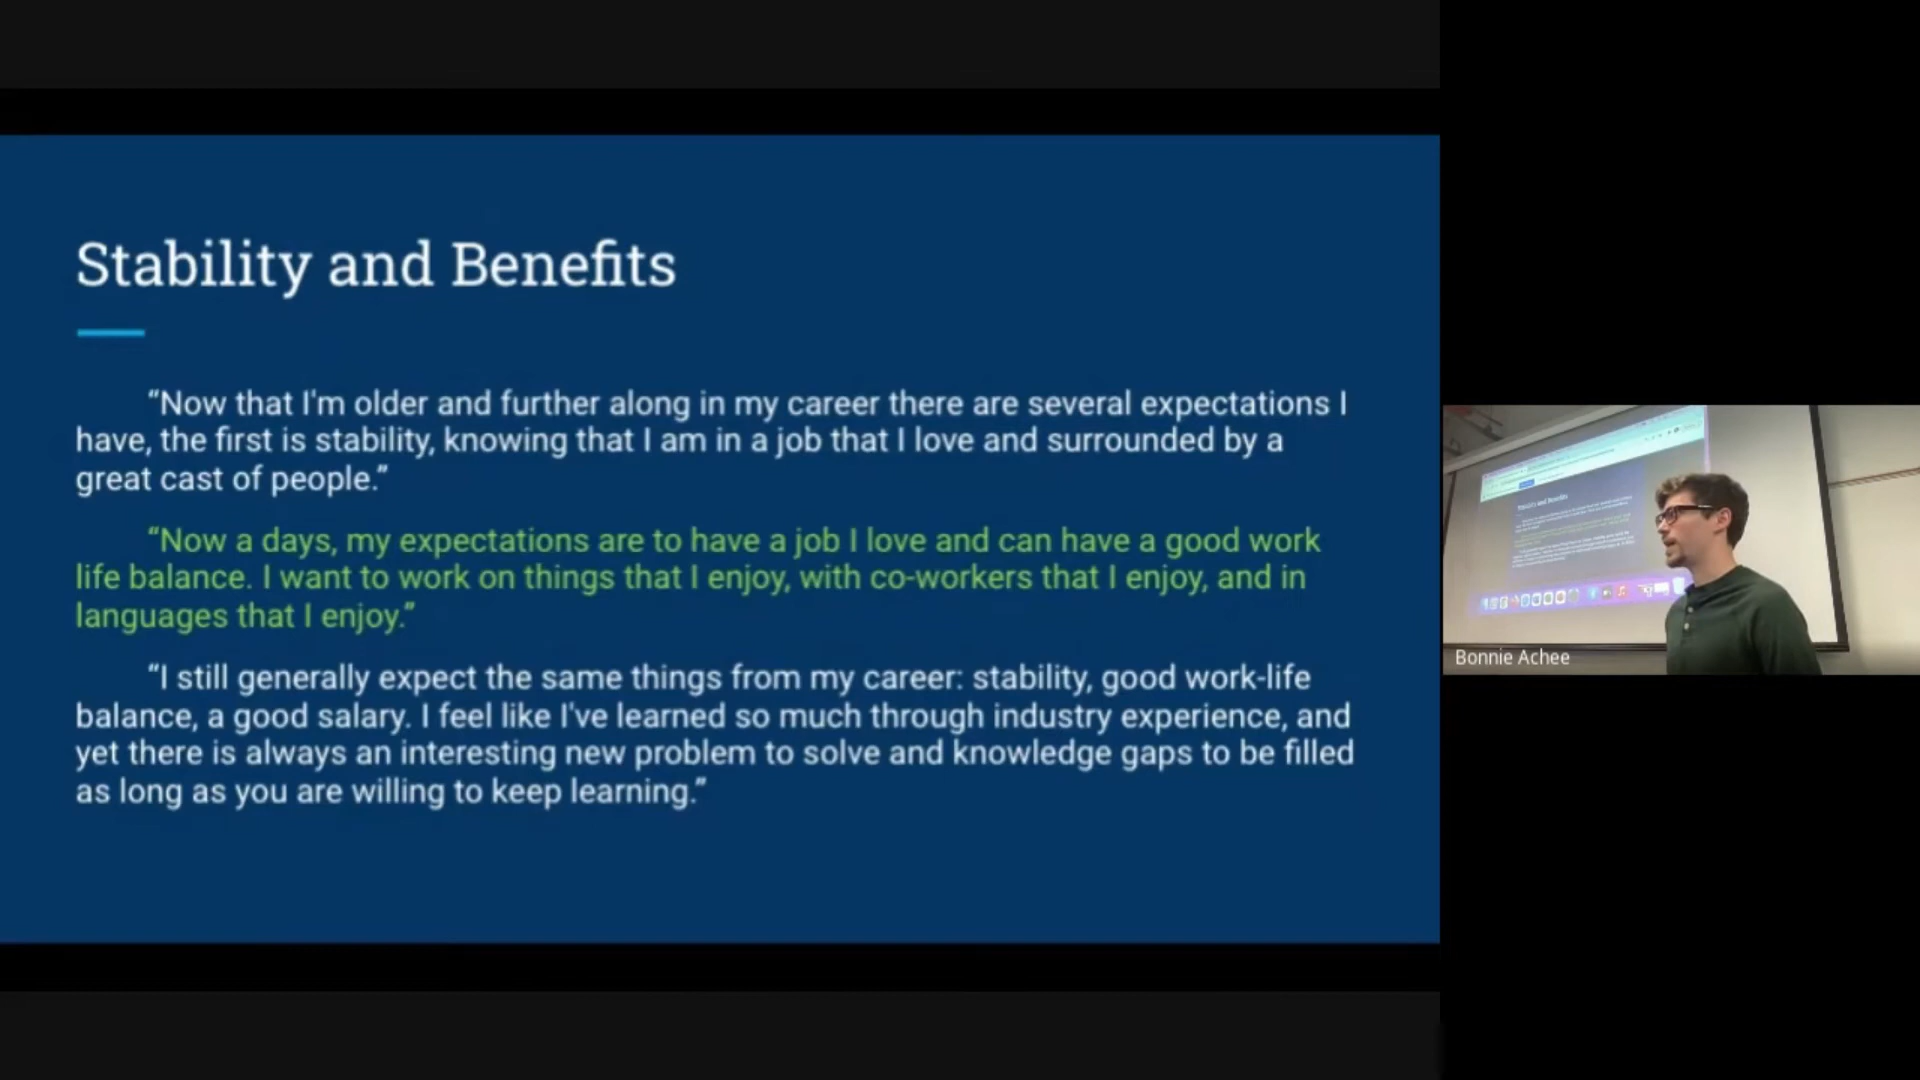 Stability and Benefits
“Now that I'm older and further along in my career there are several expectations I
have, the first is stability, knowing that I am in a job that I love and surrounded by a
great cast of people.”
“Now a days, my expectations are to have a job I love and can have a good work
life balance. I want to work on things that I enjoy, with co-workers that I enjoy, and in
languages that I enjoy.”
“I still generally expect the same things from my career: stability, good work-life
balance, a good salary. I feel like I've learned so much through industry experience, and
yet there is always an interesting new problem to solve and knowledge gaps to be filled
as long as you are willing to keep learning.”
Bonnie Achee